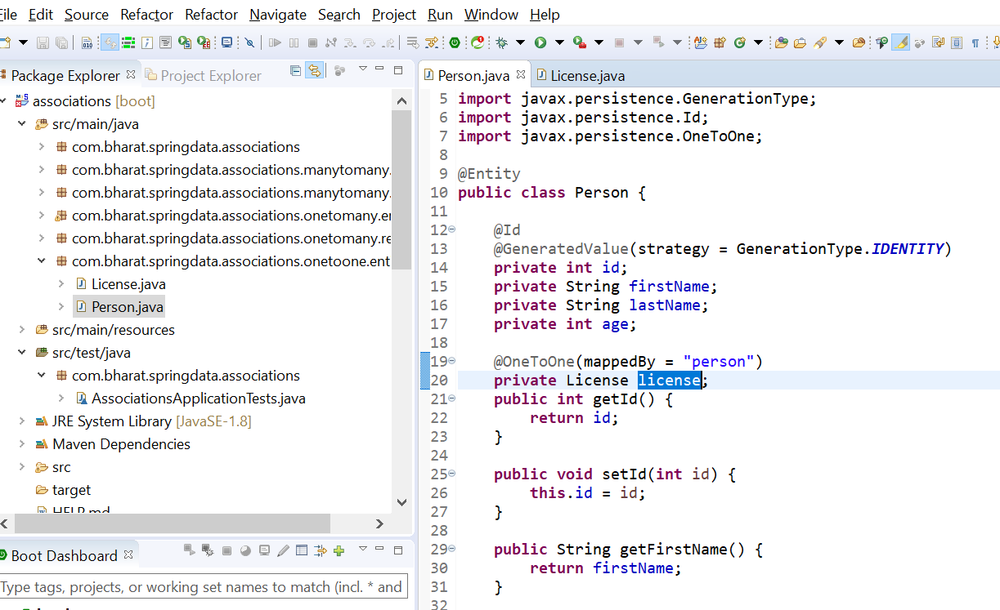 File Edit Source Refactor Refactor Navigate Search Project Run Window Help
Package Explorer Project Explorer
associations [boot]
src/main/java
com.bharat.springdata.associations
com.bharat.springdata.associations.manytomany.
com.bharat.springdata.associations.manytomany.
com.bharat.springdata.associations.onetomany.er
com.bharat.springdata.associations.onetomany.re
com.bharat.springdata.associations.onetoone.ent
License.java
Person.java
src/main/resources
src/test/java
com.bharat.springdata.associations
AssociationsApplicationTests.java
JRE System Library [JavaSE-1.8]
Maven Dependencies
src
target
HELP.md
Boot Dashboard
Type tags, projects, or working set names to match (incl. * and
Person.java License.java
5 import javax.persistence.GenerationType;
6 import javax.persistence.Id;
7 import javax.persistence.OneToOne;
8
9 @Entity
10 public class Person {
11
12 @Id
13 @GeneratedValue(strategy = GenerationType.IDENTITY)
14 private int id;
15 private String firstName;
16 private String lastName;
17 private int age;
18
19 @OneToOne(mappedBy = "person")
20 private License license;
21 public int getId() {
22 return id;
23 }
24
25 public void setId(int id) {
26 this.id = id;
27 }
28
29 public String getFirstName() {
30 return firstName;
31 }
32